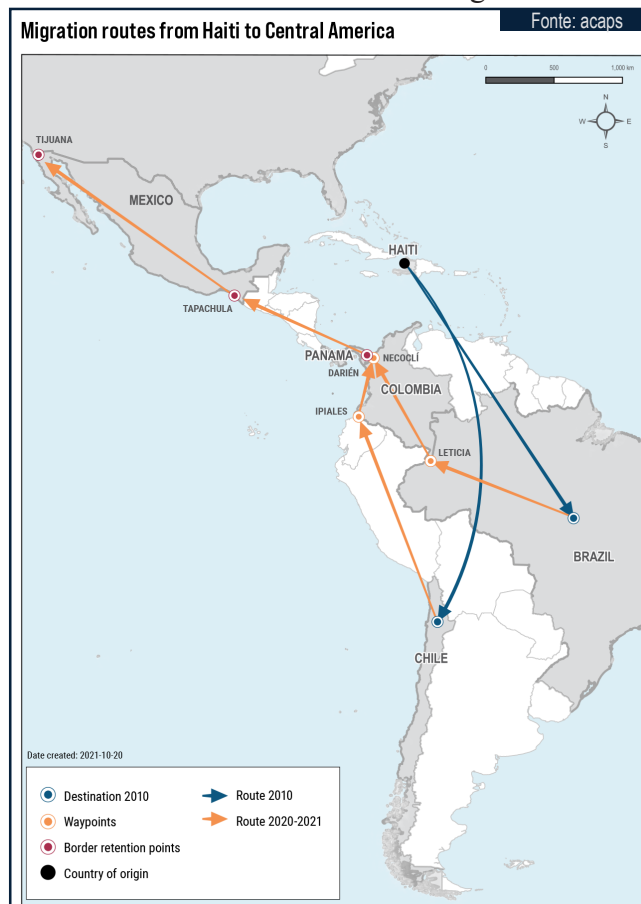 Fonte: acaps
Migration routes from Haiti to Central America
0 500 1,000 km
N
W E
S
TIJUANA
MEXICO
HAITI
TAPACHULA
PANAMA
NECOCLÍ
DARIÉN
COLOMBIA
IPIALES
LETICIA
BRAZIL
CHILE
Date created: 2021-10-20
Destination 2010
Route 2010
Waypoints
Route 2020-2021
Border retention points
Country of origin